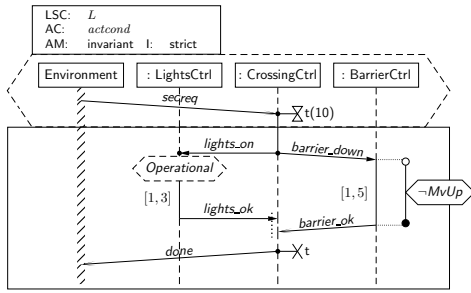 LSC: L
AC: actcond
AM: invariant I: strict
Environment : LightsCtrl : CrossingCtrl : BarrierCtrl
secreq
t(10)
lights_on barrier_down
Operational
[1, 3] [1, 5] ¬MvUp
lights_ok barrier_ok
done t